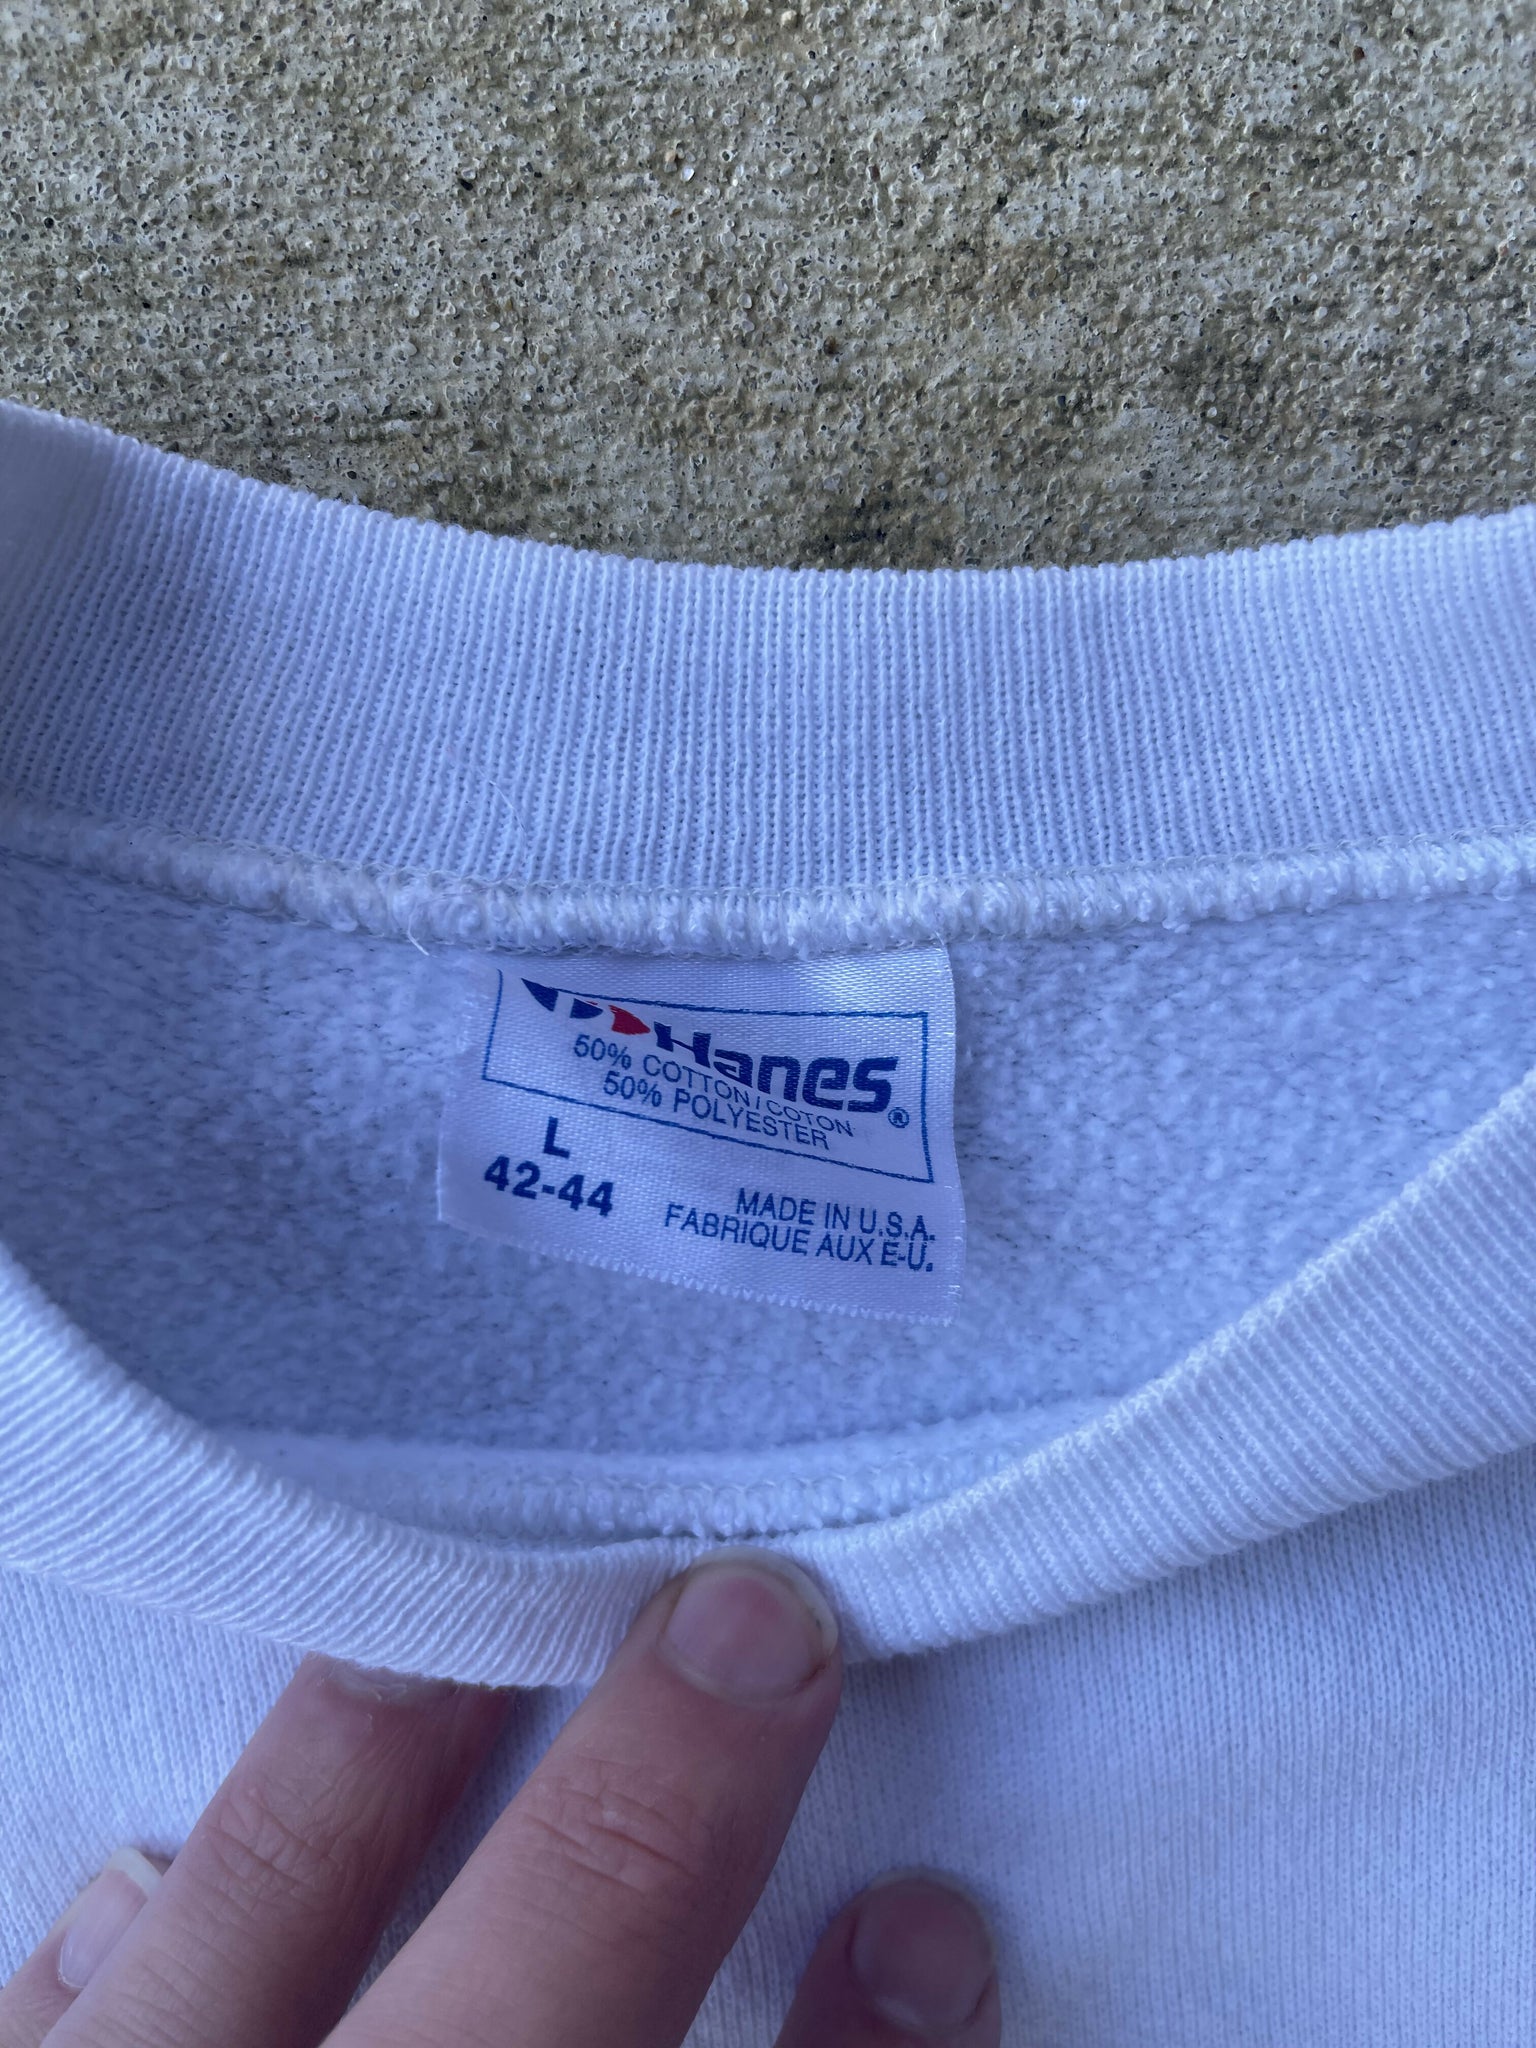 Hanes®
50% COTTON/COTON
50% POLYESTER
L
42-44
MADE IN U.S.A.
FABRIQUE AUX E-U.